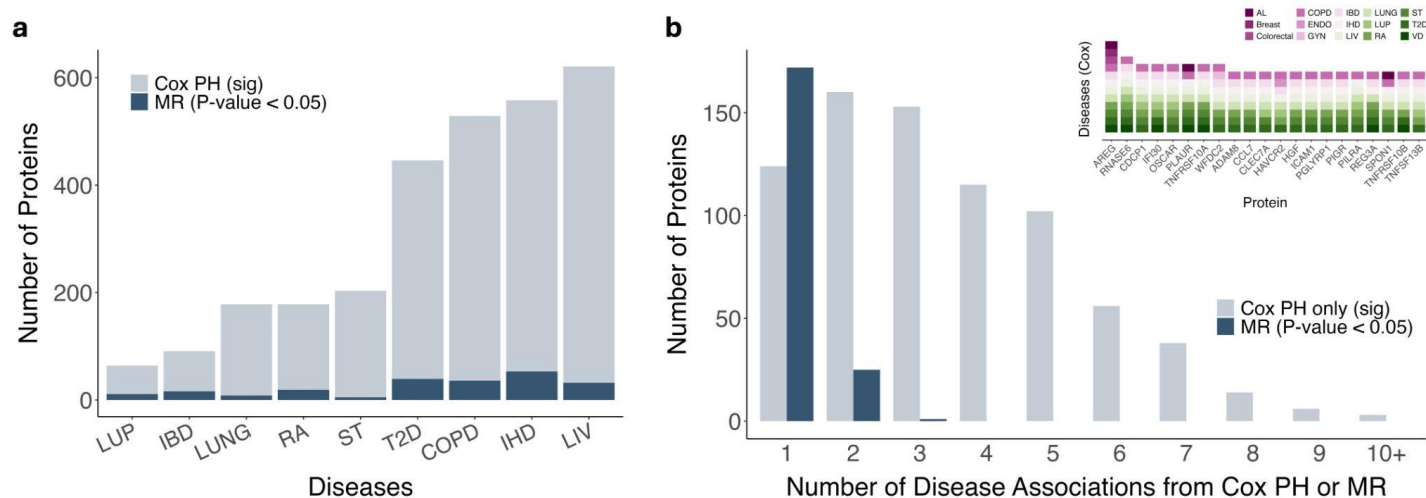 a
Number of Proteins
600
400
200
0
Cox PH (sig)
MR (P-value < 0.05)
LUP
IBD
LUNG
RA
ST
T2D
COPD
IHD
LIV
Diseases
b
Number of Proteins
150
100
50
0
Cox PH only (sig)
MR (P-value < 0.05)
1 2 3 4 5 6 7 8 9 10+
Number of Disease Associations from Cox PH or MR
AL COPD IBD LUNG ST
Breast ENDO IHD LUP T2D
Colorectal GYN LIV RA VD
Diseases (Cox)
AREG
RNASE6
CDCP1
IFI30
OSCAR
PLAUR
TNFRSF10A
WFDC2
ADAM8
CCL7
CLEC7A
HAVCR2
HGF
ICAM1
PGLYRP1
PIGR
PILRA
REG3A
SPON1
TNFRSF10B
TNFSF13B
Protein